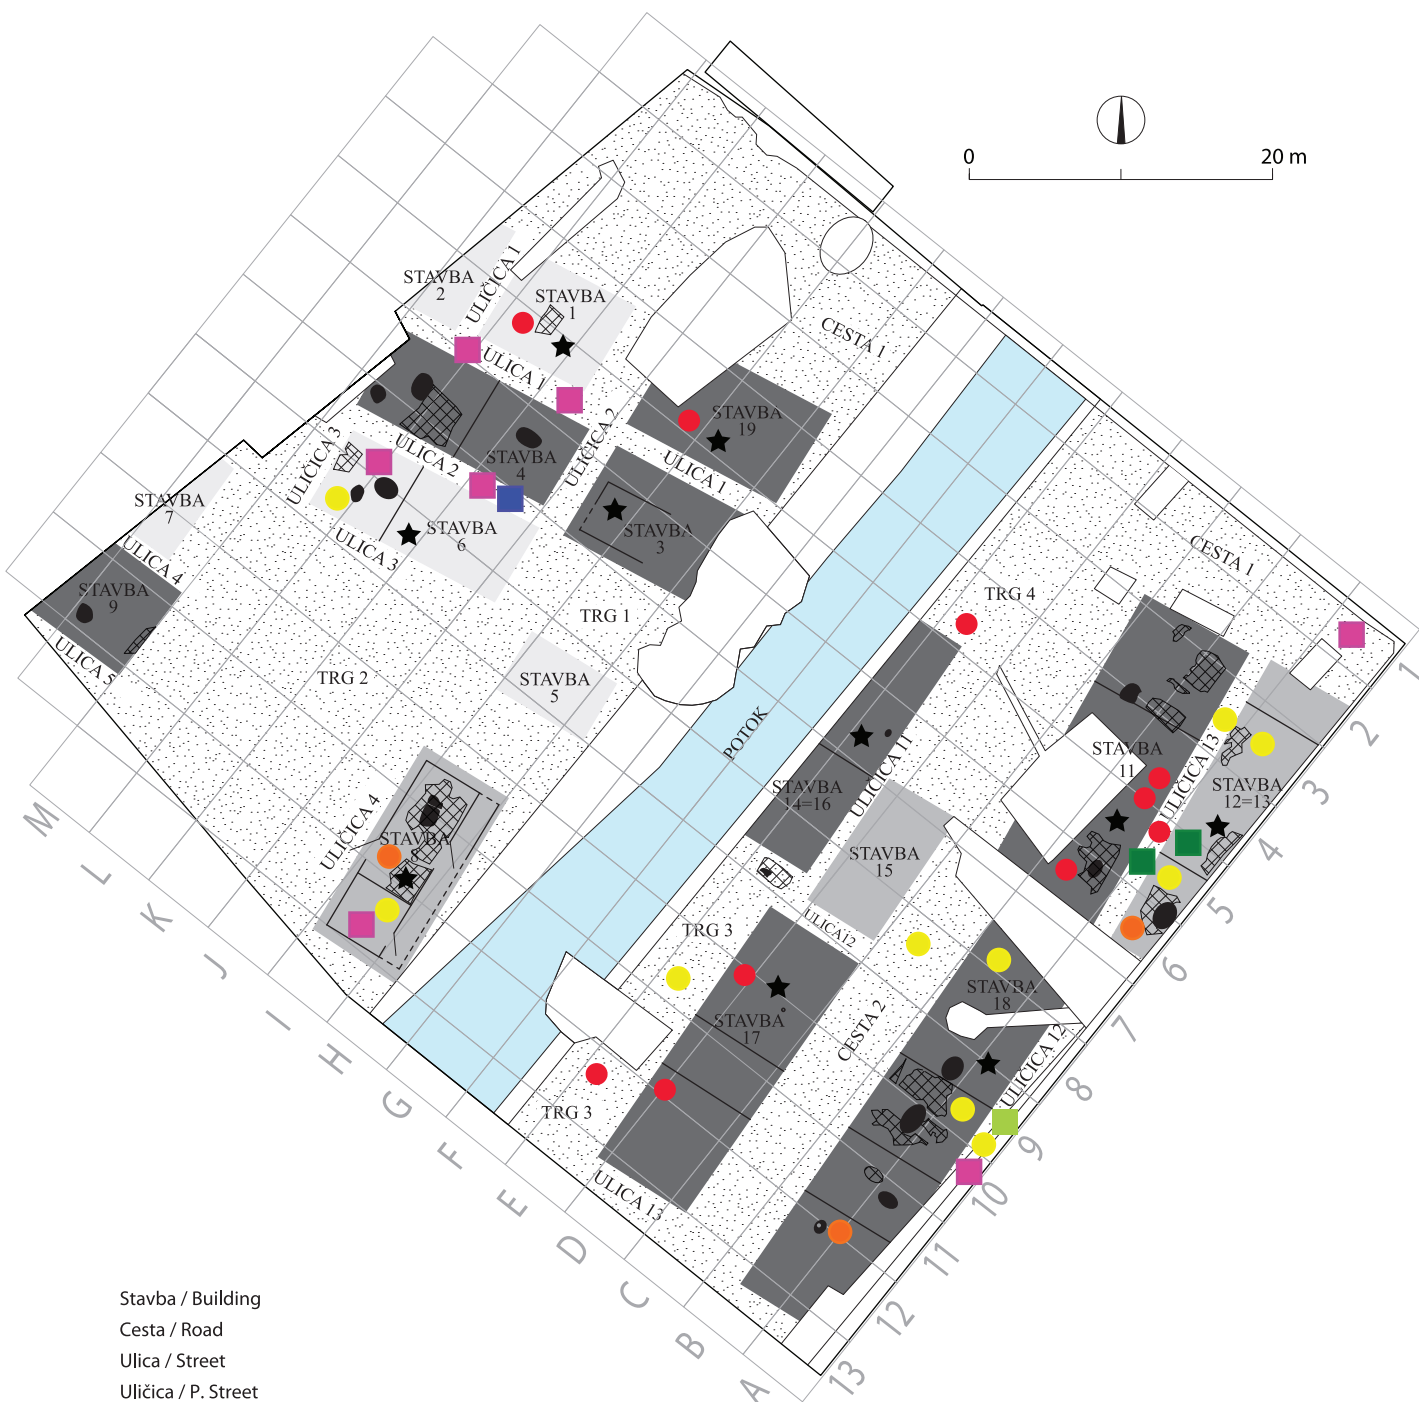 0 20 m
ULIČICA 1
STAVBA
2
STAVBA
1
CESTA 1
ULICA 1
STAVBA
19
ULIČICA 2
ULICA 1
ULIČICA 3
ULICA 2
STAVBA
4
STAVBA
7
STAVBA
6
ULICA 3
STAVBA
3
ULICA 4
STAVBA
9
ULICA 5
CESTA 1
TRG 4
TRG 1
TRG 2
STAVBA
5
POTOK
STAVBA
14=16
ULIČICA 11
STAVBA
11
ULIČICA 13
STAVBA
12=13
ULIČICA 4
STAVBA
STAVBA
15
ULICA12
TRG 3
STAVBA
17
CESTA 2
STAVBA
18
ULIČICA 12
TRG 3
ULICA 13
M
L
K
J
I
H
G
F
E
D
C
B
A
1
2
3
4
5
6
7
8
9
10
11
12
13
Stavba / Building
Cesta / Road
Ulica / Street
Uličica / P. Street